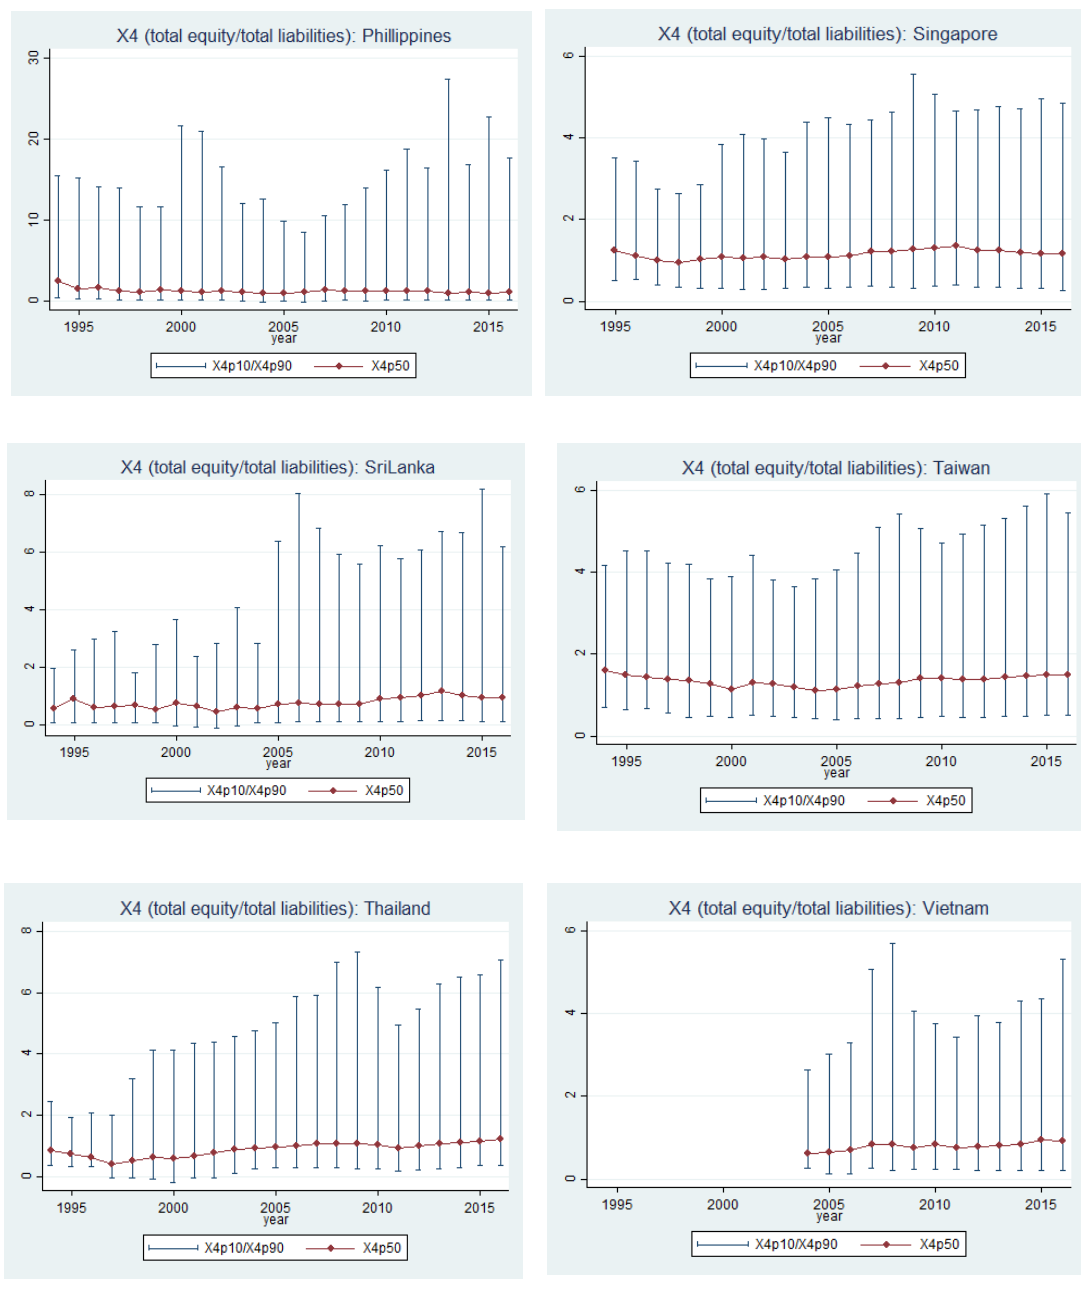 X4 (total equity/total liabilities): Phillippines
30
20
10
0
1995 2000 2005 2010 2015
year
X4p10/X4p90 X4p50
X4 (total equity/total liabilities): Singapore
6
4
2
0
1995 2000 2005 2010 2015
year
X4p10/X4p90 X4p50
X4 (total equity/total liabilities): SriLanka
8
6
4
2
0
1995 2000 2005 2010 2015
year
X4p10/X4p90 X4p50
X4 (total equity/total liabilities): Taiwan
6
4
2
0
1995 2000 2005 2010 2015
year
X4p10/X4p90 X4p50
X4 (total equity/total liabilities): Thailand
8
6
4
2
0
1995 2000 2005 2010 2015
year
X4p10/X4p90 X4p50
X4 (total equity/total liabilities): Vietnam
6
4
2
0
1995 2000 2005 2010 2015
year
X4p10/X4p90 X4p50